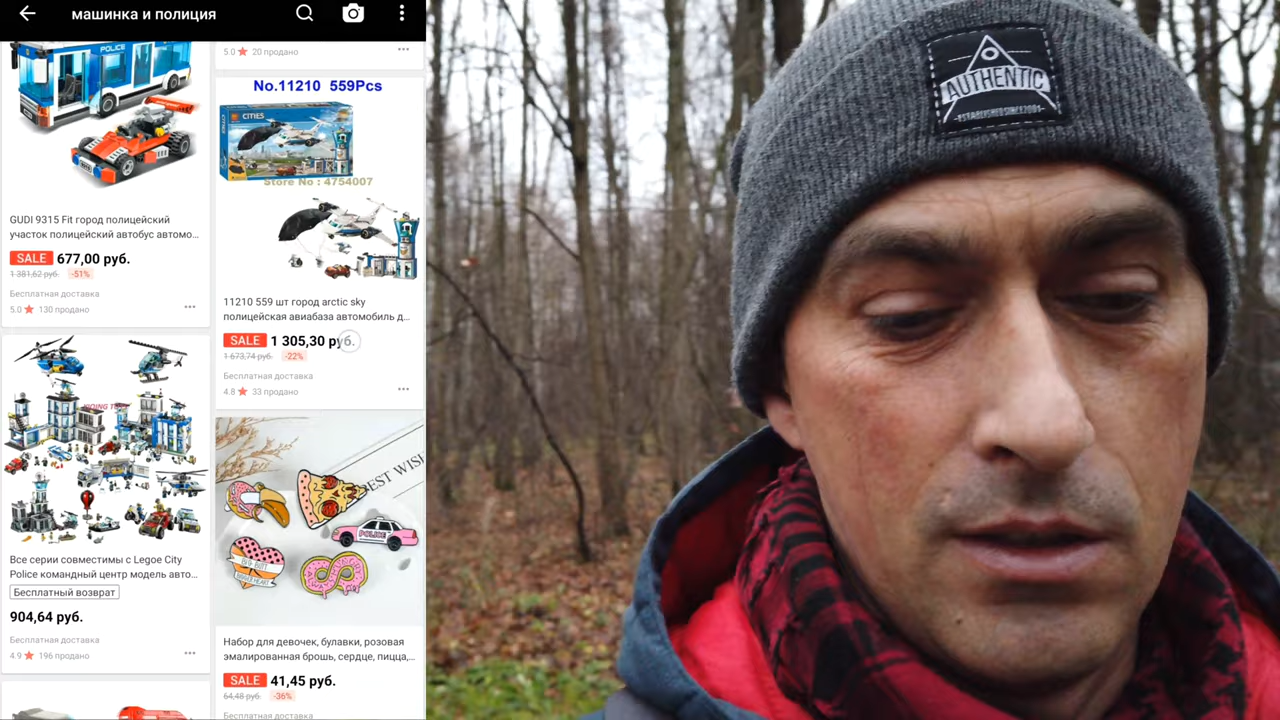 машинка и полиция
POLICE
GUDI 9315 Fit город полицейский
участок полицейский автобус автомо...
SALE 677,00 руб.
1 381,62 руб. -51%
Бесплатная доставка
5.0 130 продано
Все серии совместимы с Legoe City
Police командный центр модель авто...
Бесплатный возврат
904,64 руб.
Бесплатная доставка
4.9 196 продано
5.0 20 продано
No.11210 559Pcs
CITIES
Store No : 4754007
11210 559 шт город arctic sky
полицейская авиабаза автомобиль д...
SALE 1 305,30 руб.
1 673,74 руб. -22%
Бесплатная доставка
4.8 33 продано
BEST WIS
POLICE
Набор для девочек, булавки, розовая
эмалированная брошь, сердце, пицца,...
SALE 41,45 руб.
64,48 руб. -36%
Бесплатная доставка
AUTHENTIC
-ESTABLISHED SINCE 2001-